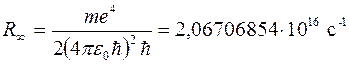 R∞ = me⁴ / 2(4πε₀ħ)²ħ = 2,06706854·10¹⁶ с⁻¹